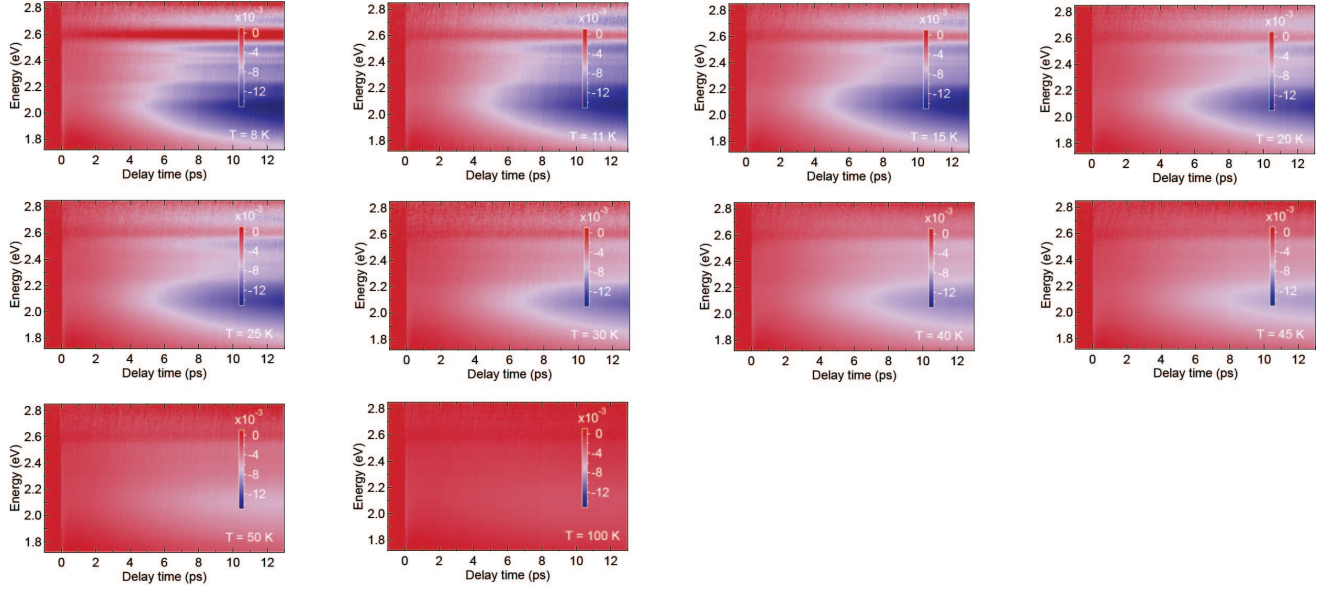 2.8
2.6
2.4
2.2
2.0
1.8
Energy (eV)
x10⁻³
0
-4
-8
-12
T = 8 K
0 2 4 6 8 10 12
Delay time (ps)
2.8
2.6
2.4
2.2
2.0
1.8
Energy (eV)
x10⁻³
0
-4
-8
-12
T = 11 K
0 2 4 6 8 10 12
Delay time (ps)
2.8
2.6
2.4
2.2
2.0
1.8
Energy (eV)
x10⁻³
0
-4
-8
-12
T = 15 K
0 2 4 6 8 10 12
Delay time (ps)
2.8
2.6
2.4
2.2
2.0
1.8
Energy (eV)
x10⁻³
0
-4
-8
-12
T = 20 K
0 2 4 6 8 10 12
Delay time (ps)
2.8
2.6
2.4
2.2
2.0
1.8
Energy (eV)
x10⁻³
0
-4
-8
-12
T = 25 K
0 2 4 6 8 10 12
Delay time (ps)
2.8
2.6
2.4
2.2
2.0
1.8
Energy (eV)
x10⁻³
0
-4
-8
-12
T = 30 K
0 2 4 6 8 10 12
Delay time (ps)
2.8
2.6
2.4
2.2
2.0
1.8
Energy (eV)
x10⁻³
0
-4
-8
-12
T = 40 K
0 2 4 6 8 10 12
Delay time (ps)
2.8
2.6
2.4
2.2
2.0
1.8
Energy (eV)
x10⁻³
0
-4
-8
-12
T = 45 K
0 2 4 6 8 10 12
Delay time (ps)
2.8
2.6
2.4
2.2
2.0
1.8
Energy (eV)
x10⁻³
0
-4
-8
-12
T = 50 K
0 2 4 6 8 10 12
Delay time (ps)
2.8
2.6
2.4
2.2
2.0
1.8
Energy (eV)
x10⁻³
0
-4
-8
-12
T = 100 K
0 2 4 6 8 10 12
Delay time (ps)